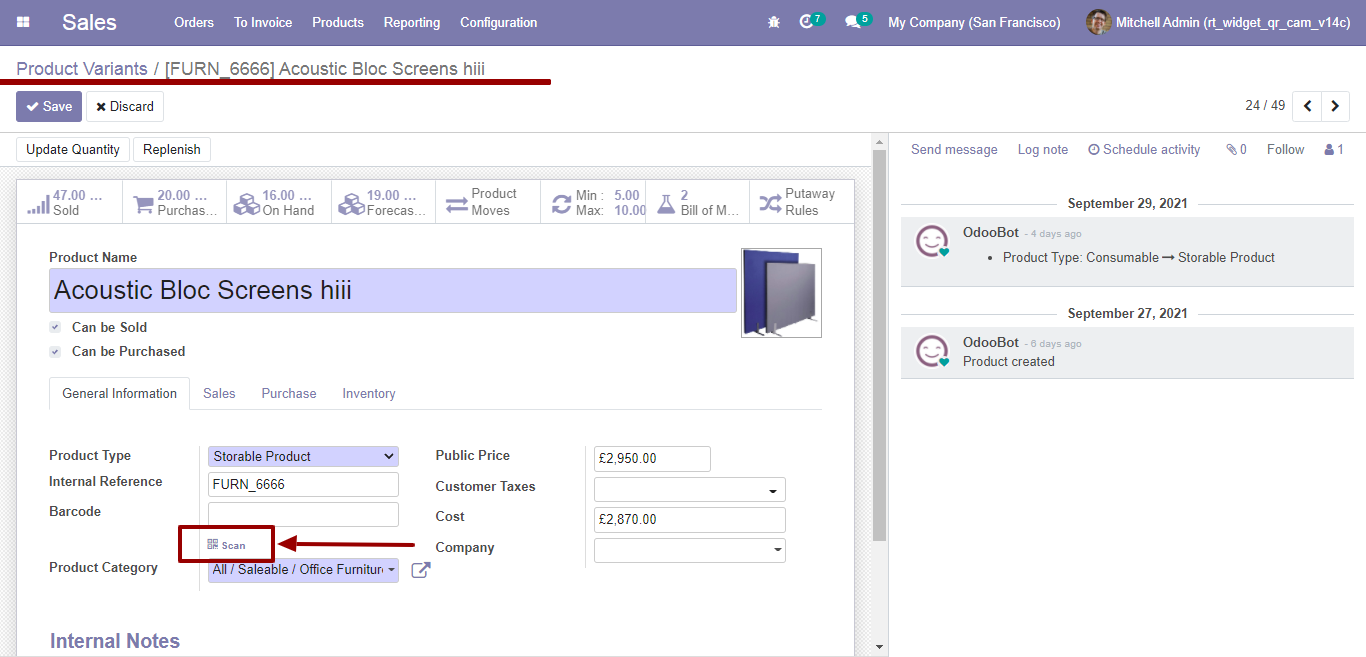 Sales Orders To Invoice Products Reporting Configuration 7 5 My Company (San Francisco) Mitchell Admin (rt_widget_qr_cam_v14c)
Product Variants / [FURN_6666] Acoustic Bloc Screens hiii
Save Discard 24 / 49
Update Quantity Replenish
Send message Log note Schedule activity 0 Follow 1
47.00 ...
Sold
20.00 ...
Purchas...
16.00 ...
On Hand
19.00 ...
Forecas...
Product
Moves
Min : 5.00
Max: 10.00
2
Bill of M...
Putaway
Rules
Product Name
Acoustic Bloc Screens hiii
Can be Sold
Can be Purchased
General Information Sales Purchase Inventory
Product Type Storable Product
Internal Reference FURN_6666
Barcode
Scan
Product Category All / Saleable / Office Furnitur
Public Price £2,950.00
Customer Taxes
Cost £2,870.00
Company
Internal Notes
September 29, 2021
OdooBot - 4 days ago
• Product Type: Consumable → Storable Product
September 27, 2021
OdooBot - 6 days ago
Product created